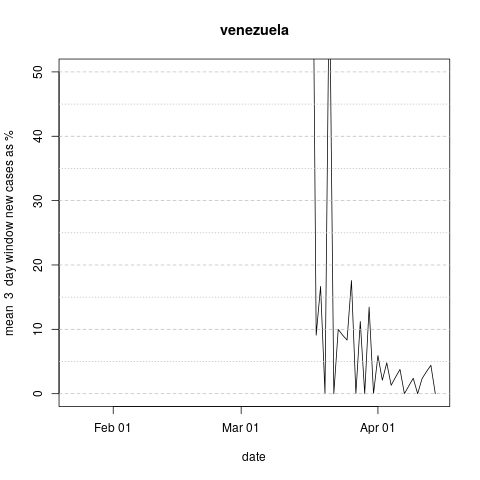 venezuela
mean 3 day window new cases as %
50
40
30
20
10
0
Feb 01
Mar 01
Apr 01
date